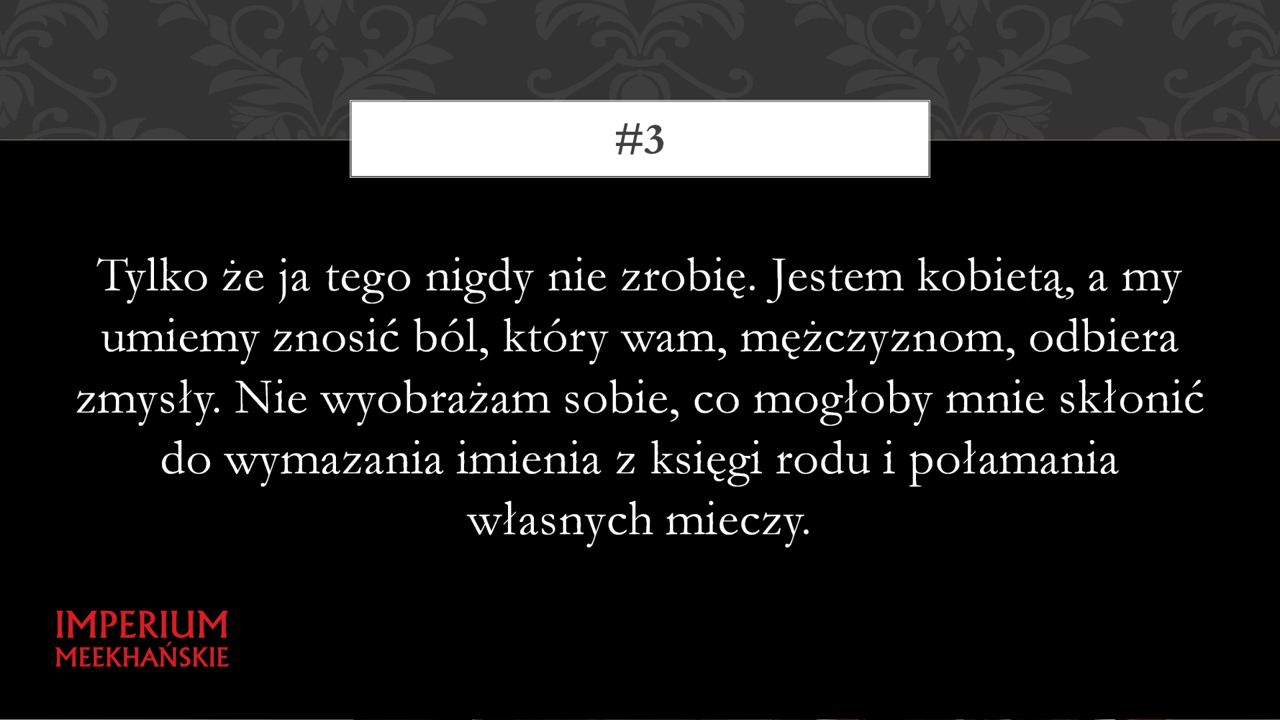 #3
Tylko że ja tego nigdy nie zrobię. Jestem kobietą, a my
umiemy znosić ból, który wam, mężczyznom, odbiera
zmysły. Nie wyobrażam sobie, co mogłoby mnie skłonić
do wymazania imienia z księgi rodu i połamania
własnych mieczy.
IMPERIUM
MEEKHAŃSKIE